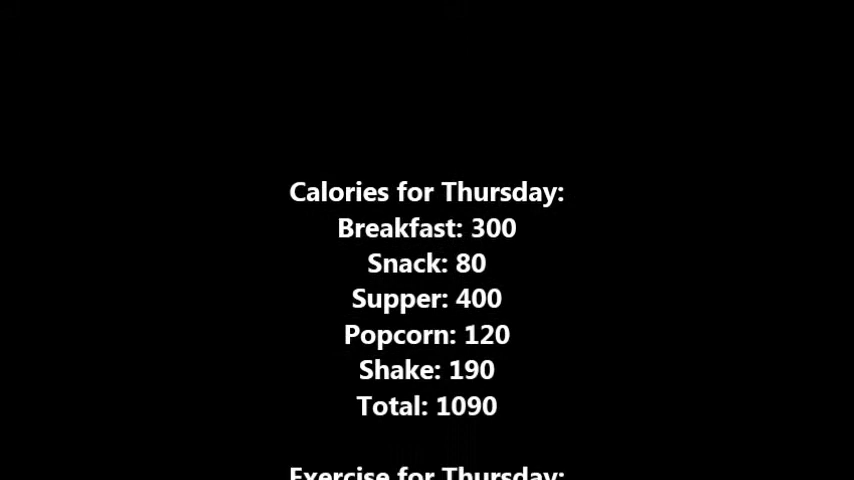 Calories for Thursday:
Breakfast: 300
Snack: 80
Supper: 400
Popcorn: 120
Shake: 190
Total: 1090
Exercise for Thursday: